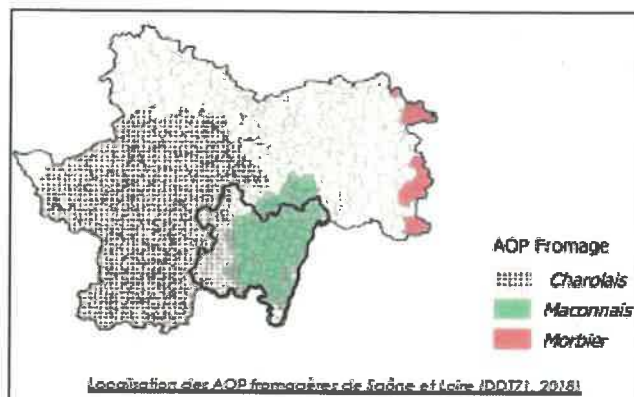 AOP Fromage
Charolais
Maconnais
Morbier
Localisation des AOP fromagères de Saône et Loire (DDT71, 2018)